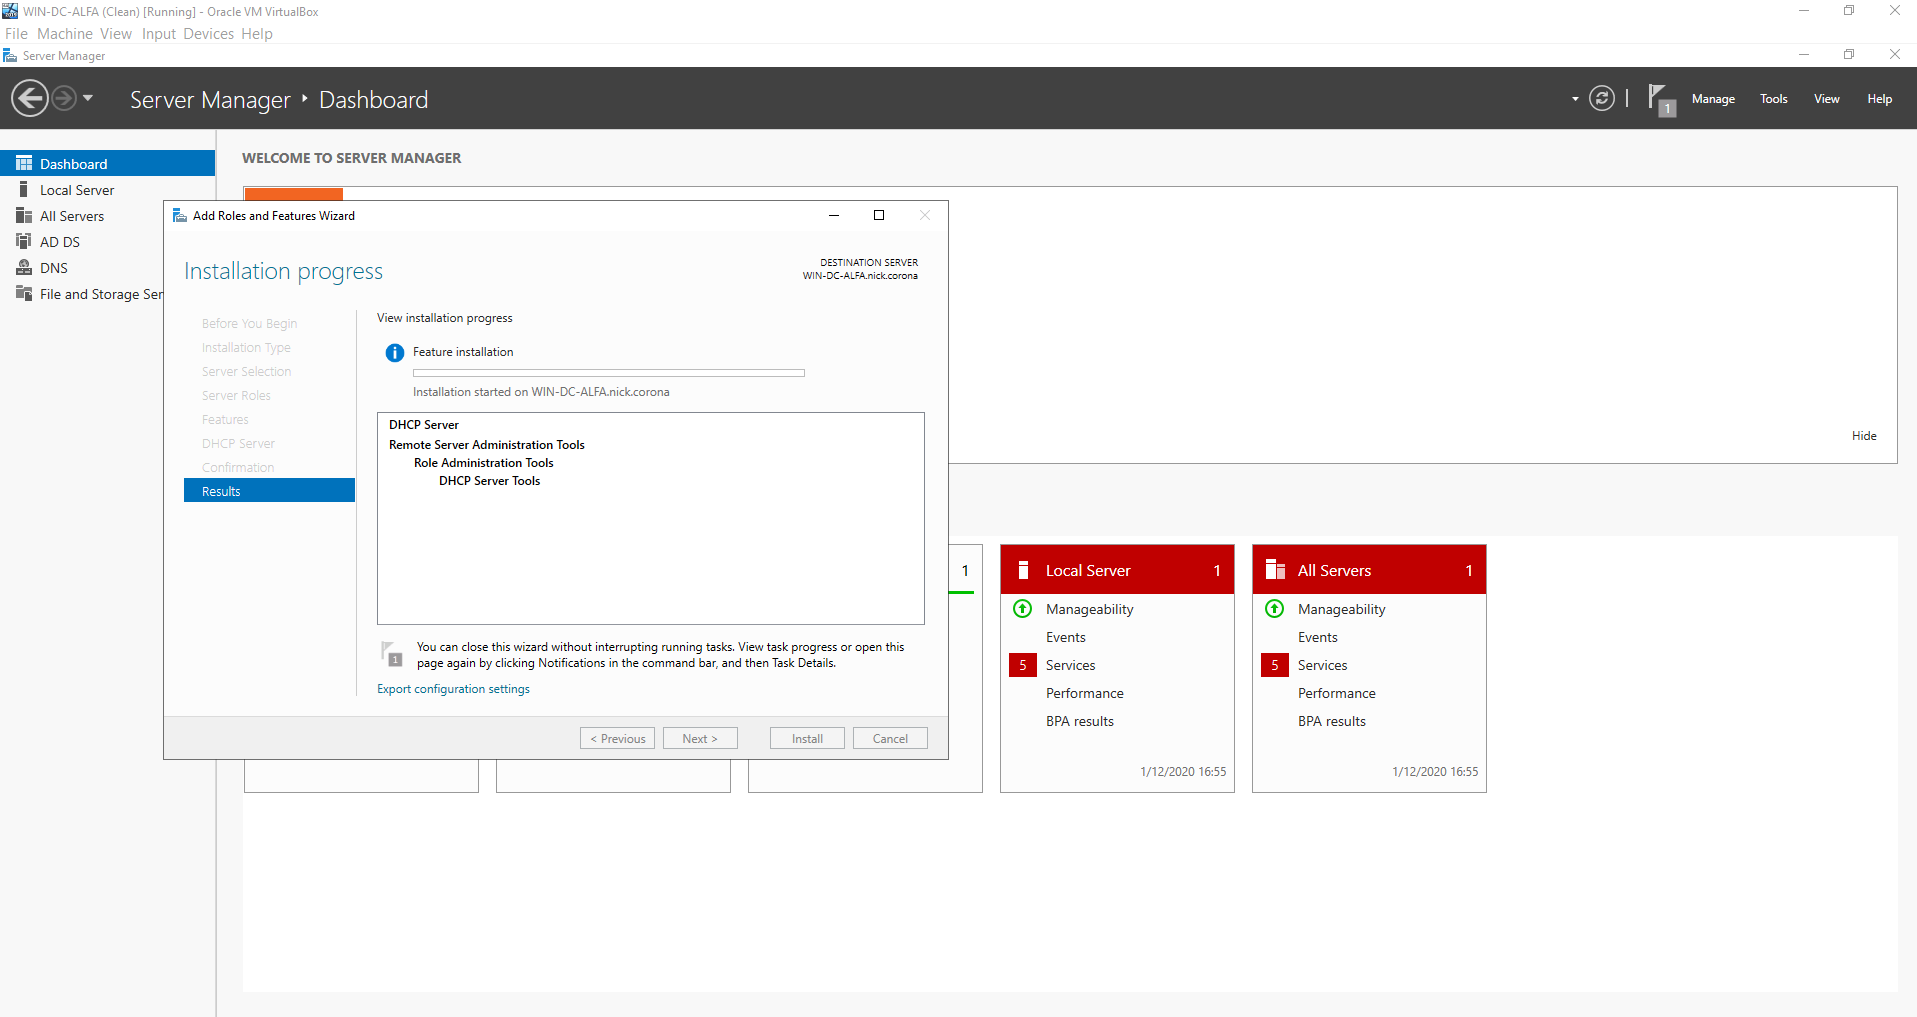 WIN-DC-ALFA (Clean) [Running] - Oracle VM VirtualBox
File Machine View Input Devices Help
Server Manager
Server Manager Dashboard
1
Manage Tools View Help
Dashboard
Local Server
All Servers
AD DS
DNS
File and Storage Ser
WELCOME TO SERVER MANAGER
Add Roles and Features Wizard
Installation progress
DESTINATION SERVER
WIN-DC-ALFA.nick.corona
Before You Begin
Installation Type
Server Selection
Server Roles
Features
DHCP Server
Confirmation
Results
View installation progress
Feature installation
Installation started on WIN-DC-ALFA.nick.corona
DHCP Server
Remote Server Administration Tools
Role Administration Tools
DHCP Server Tools
1
You can close this wizard without interrupting running tasks. View task progress or open this
page again by clicking Notifications in the command bar, and then Task Details.
Export configuration settings
< Previous Next > Install Cancel
Hide
1
Local Server 1
Manageability
Events
5 Services
Performance
BPA results
1/12/2020 16:55
All Servers 1
Manageability
Events
5 Services
Performance
BPA results
1/12/2020 16:55